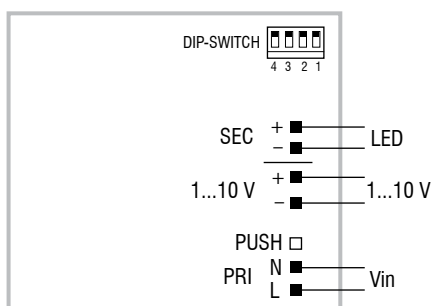 DIP-SWITCH
4 3 2 1
SEC + LED
−
1...10 V + 1...10 V
−
PUSH
PRI N Vin
L